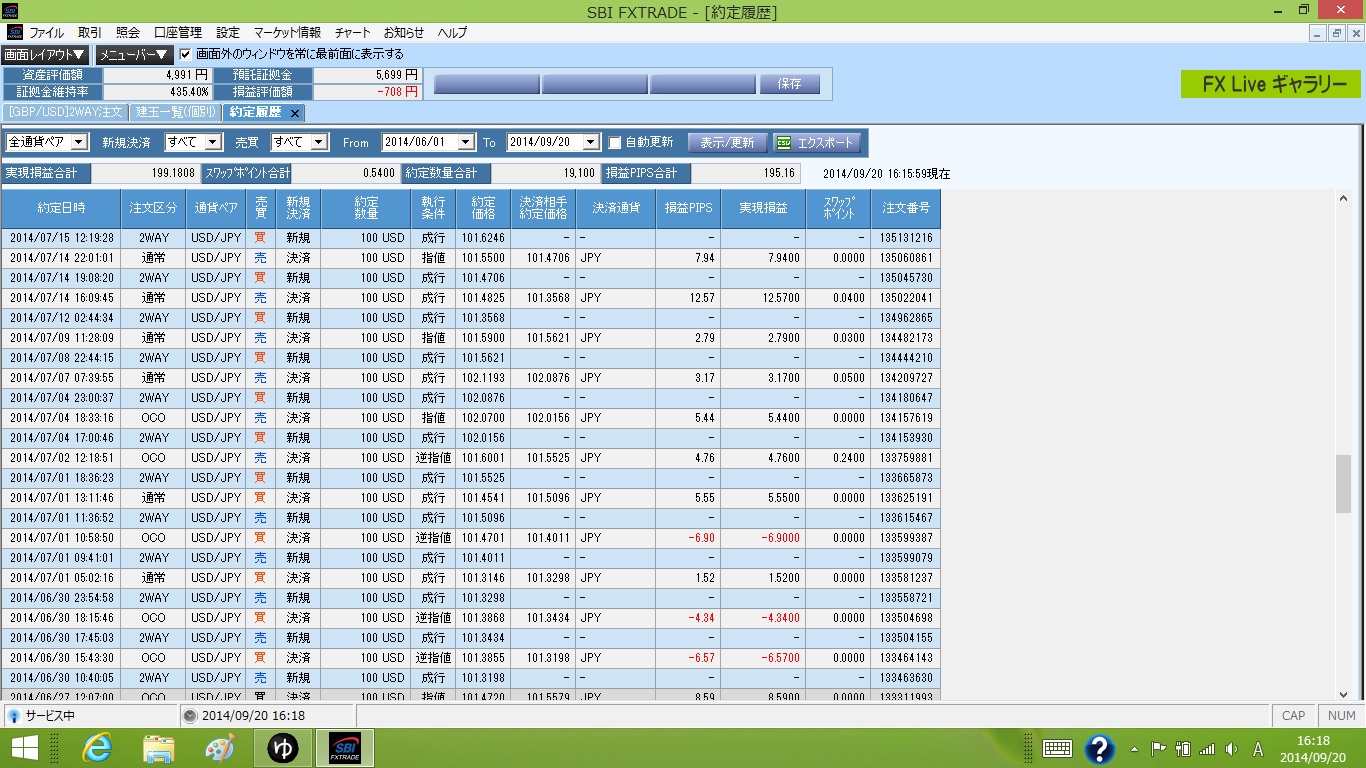 SBI FXTRADE - [約定履歴]
ファイル 取引 照会 口座管理 設定 マーケット情報 チャート お知らせ ヘルプ
画面レイアウト▼ メニューバー▼ 画面外のウィンドウを常に最前面に表示する
資産評価額 4,991 円 預託証拠金 5,699 円
証拠金維持率 435.40% 損益評価額 -708 円
保存
FX Live ギャラリー
[GBP/USD]2WAY注文 建玉一覧(個別) 約定履歴 ×
全通貨ペア 新規決済 すべて 売買 すべて From 2014/06/01 To 2014/09/20 自動更新 表示/更新 CSV エクスポート
実現損益合計 199.1808 スワップポイント合計 0.5400 約定数量合計 19,100 損益PIPS合計 195.16 2014/09/20 16:15:59現在
約定日時 注文区分 通貨ペア 売買 新規決済 約定数量 執行条件 約定価格 決済相手約定価格 決済通貨 損益PIPS 実現損益 スワップポイント 注文番号
2014/07/15 12:19:28 2WAY USD/JPY 買 新規 100 USD 成行 101.6246 - - - - - 135131216
2014/07/14 22:01:01 通常 USD/JPY 売 決済 100 USD 指値 101.5500 101.4706 JPY 7.94 7.9400 0.0000 135060861
2014/07/14 19:08:20 2WAY USD/JPY 買 新規 100 USD 成行 101.4706 - - - - - 135045730
2014/07/14 16:09:45 通常 USD/JPY 売 決済 100 USD 成行 101.4825 101.3568 JPY 12.57 12.5700 0.0400 135022041
2014/07/12 02:44:34 2WAY USD/JPY 買 新規 100 USD 成行 101.3568 - - - - - 134962865
2014/07/09 11:28:09 通常 USD/JPY 売 決済 100 USD 指値 101.5900 101.5621 JPY 2.79 2.7900 0.0300 134482173
2014/07/08 22:44:15 2WAY USD/JPY 買 新規 100 USD 成行 101.5621 - - - - - 134444210
2014/07/07 07:39:55 通常 USD/JPY 売 決済 100 USD 成行 102.1193 102.0876 JPY 3.17 3.1700 0.0500 134209727
2014/07/04 23:00:37 2WAY USD/JPY 買 新規 100 USD 成行 102.0876 - - - - - 134180647
2014/07/04 18:33:16 OCO USD/JPY 売 決済 100 USD 指値 102.0700 102.0156 JPY 5.44 5.4400 0.0000 134157619
2014/07/04 17:00:46 2WAY USD/JPY 買 新規 100 USD 成行 102.0156 - - - - - 134153930
2014/07/02 12:18:51 OCO USD/JPY 売 決済 100 USD 逆指値 101.6001 101.5525 JPY 4.76 4.7600 0.2400 133759881
2014/07/01 18:36:23 2WAY USD/JPY 買 新規 100 USD 成行 101.5525 - - - - - 133665873
2014/07/01 13:11:46 通常 USD/JPY 買 決済 100 USD 成行 101.4541 101.5096 JPY 5.55 5.5500 0.0000 133625191
2014/07/01 11:36:52 2WAY USD/JPY 売 新規 100 USD 成行 101.5096 - - - - - 133615467
2014/07/01 10:58:50 OCO USD/JPY 買 決済 100 USD 逆指値 101.4701 101.4011 JPY -6.90 -6.9000 0.0000 133599387
2014/07/01 09:41:01 2WAY USD/JPY 売 新規 100 USD 成行 101.4011 - - - - - 133599079
2014/07/01 05:02:16 通常 USD/JPY 買 決済 100 USD 成行 101.3146 101.3298 JPY 1.52 1.5200 0.0000 133581237
2014/06/30 23:54:58 2WAY USD/JPY 売 新規 100 USD 成行 101.3298 - - - - - 133558721
2014/06/30 18:15:46 OCO USD/JPY 買 決済 100 USD 逆指値 101.3868 101.3434 JPY -4.34 -4.3400 0.0000 133504698
2014/06/30 17:45:03 2WAY USD/JPY 売 新規 100 USD 成行 101.3434 - - - - - 133504155
2014/06/30 15:43:30 OCO USD/JPY 買 決済 100 USD 逆指値 101.3855 101.3198 JPY -6.57 -6.5700 0.0000 133464143
2014/06/30 10:40:05 2WAY USD/JPY 売 新規 100 USD 成行 101.3198 - - - - - 133463630
2014/06/27 12:07:00 OCO USD/JPY 買 決済 100 USD 指値 101.4720 101.5579 JPY 8.59 8.5900 0.0000 133311993
サービス中 2014/09/20 16:18 CAP NUM
ゆ SBI FXTRADE A 16:18
2014/09/20